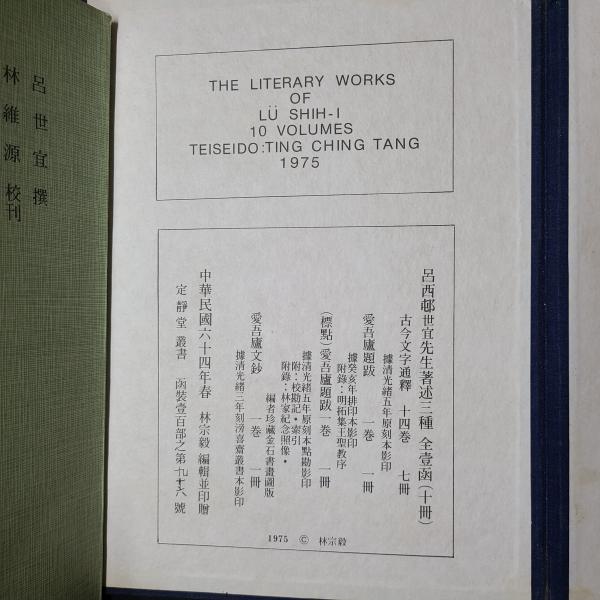 呂世宜撰
林維源校刊
THE LITERARY WORKS
OF
LÜ SHIH-I
10 VOLUMES
TEISEIDO:TING CHING TANG
1975
呂西邨世宜先生著述三種 全壹函(十冊)
古今文字通釋 十四卷 七冊
據清光緒五年原刻本影印
愛吾廬題跋 一卷 一冊
據癸亥年排印本影印
附錄:明拓集王聖教序
(標點)愛吾廬題跋一卷 一冊
據清光緒五年原刻本點勘影印
附:校勘記·索引
附錄:林家紀念照像·
編者珍藏金石書畫圖版
愛吾廬文鈔 一卷 一冊
據清光緒三年刻滂喜齋叢書本影印
中華民國六十四年春 林宗毅 編輯並印贈
定靜堂 叢書 函裝壹百部之第九十六號
1975 © 林宗毅